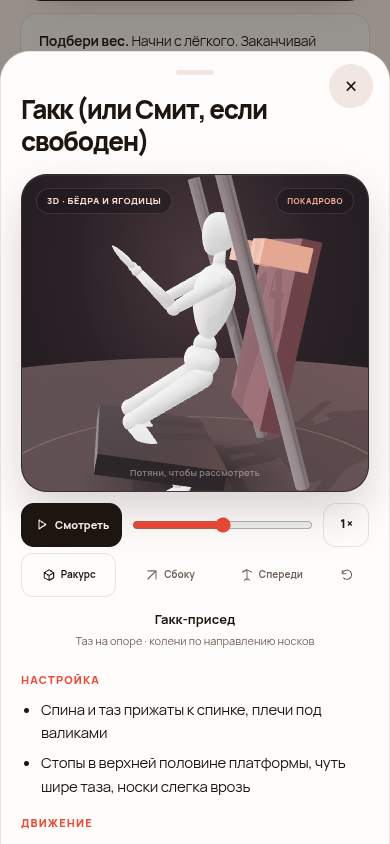 Подбери вес. Начни с лёгкого. Заканчивай
Гакк (или Смит, если
свободен)
3D · БЁДРА И ЯГОДИЦЫ
ПОКАДРОВО
Потяни, чтобы рассмотреть
Смотреть
1×
Ракурс
Сбоку
Спереди
Гакк-присед
Таз на опоре · колени по направлению носков
НАСТРОЙКА
Спина и таз прижаты к спинке, плечи под
валиками
Стопы в верхней половине платформы, чуть
шире таза, носки слегка врозь
ДВИЖЕНИЕ